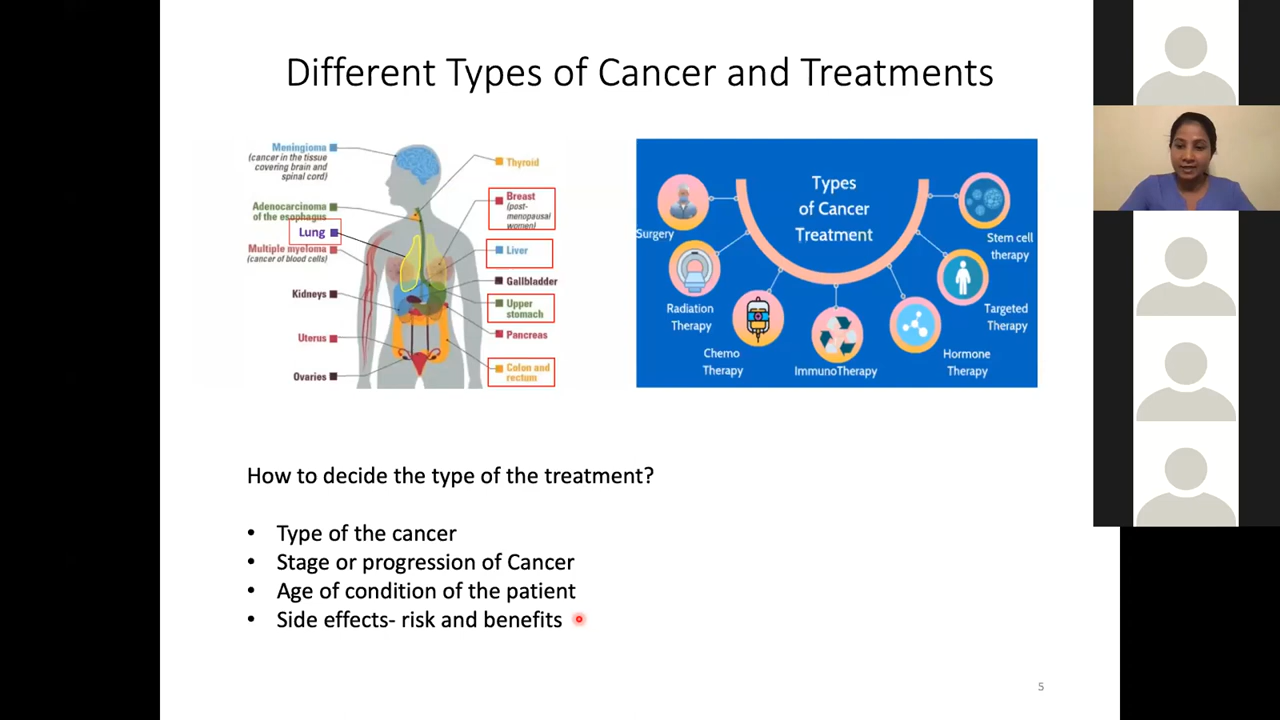 Different Types of Cancer and Treatments
Meningioma
(cancer in the tissue
covering brain and
spinal cord)
Adenocarcinoma
of the esophagus
Lung
Multiple myeloma
(cancer of blood cells)
Kidneys
Uterus
Ovaries
Thyroid
Breast
(post-
menopausal
women)
Liver
Gallbladder
Upper
stomach
Pancreas
Colon and
rectum
Types
of Cancer
Treatment
Surgery
Radiation
Therapy
Chemo
Therapy
ImmunoTherapy
Hormone
Therapy
Targeted
Therapy
Stem cell
therapy
How to decide the type of the treatment?
• Type of the cancer
• Stage or progression of Cancer
• Age of condition of the patient
• Side effects- risk and benefits
5